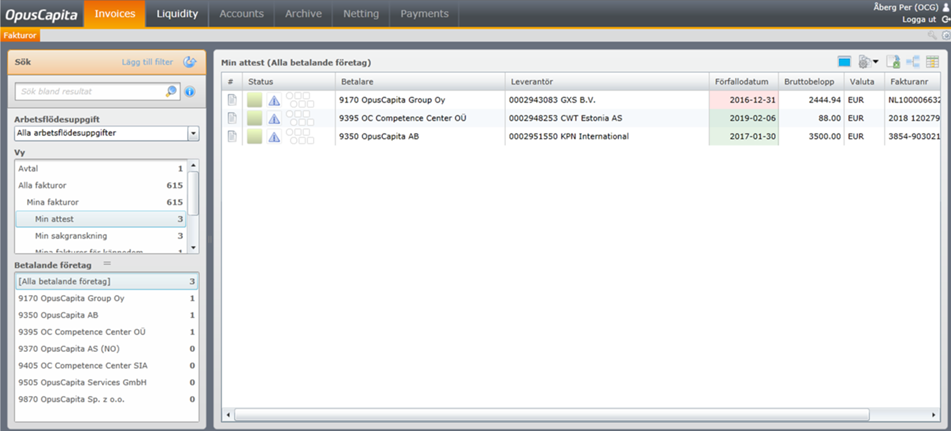 OpusCapita Invoices Liquidity Accounts Archive Netting Payments
Åberg Per (OCG)
Logga ut
Fakturor
Sök Lägg till filter
Sök bland resultat
Arbetsflödesuppgift
Alla arbetsflödesuppgifter
Vy
Avtal 1
Alla fakturor 615
Mina fakturor 615
Min attest 3
Min sakgranskning 3
Mina fakturor för kännedom 1
Betalande företag
[Alla betalande företag] 3
9170 OpusCapita Group Oy 1
9350 OpusCapita AB 1
9395 OC Competence Center OÜ 1
9370 OpusCapita AS (NO) 0
9405 OC Competence Center SIA 0
9505 OpusCapita Services GmbH 0
9870 OpusCapita Sp. z o.o. 0
Min attest (Alla betalande företag)
# Status Betalare Leverantör Förfallodatum Bruttobelopp Valuta Fakturanr
9170 OpusCapita Group Oy 0002943083 GXS B.V. 2016-12-31 2444.94 EUR NL100006632
9395 OC Competence Center OÜ 0002948253 CWT Estonia AS 2019-02-06 88.00 EUR 2018 120279
9350 OpusCapita AB 0002951550 KPN International 2017-01-30 3500.00 EUR 3854-903021